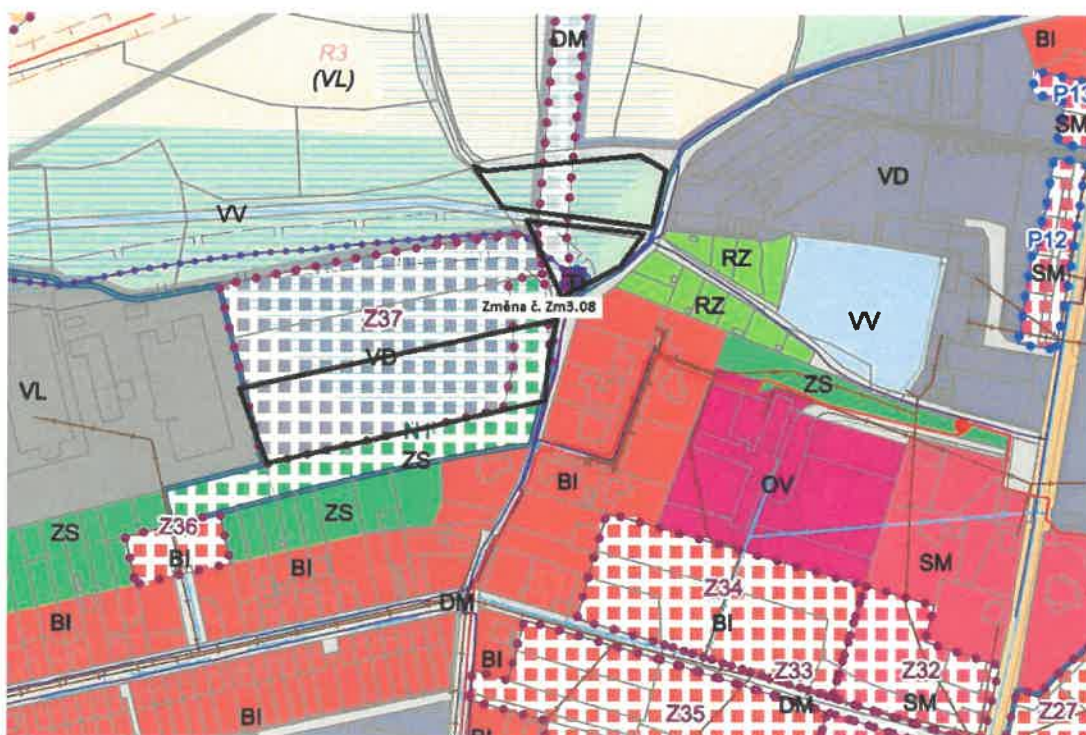 DM
BI
R3
(VL)
P13
SM
VD
VV
P12
RZ
SM
RZ
VV
Změna č. Zm3.08
Z37
VD
ZS
VL
ZS
BI
OV
ZS
Z36
ZS
BI
SM
BI
Z34
DM
BI
BI
BI
Z33
Z32
SM
DM
Z35
Z27
BI
BI